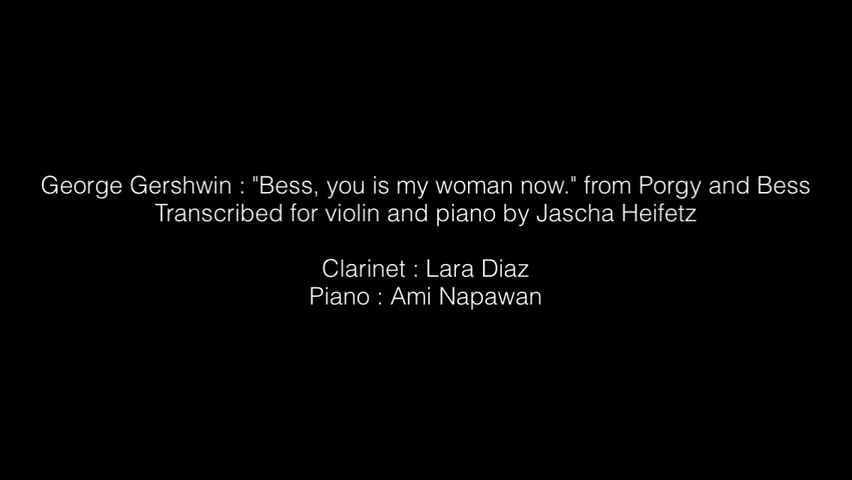 George Gershwin : "Bess, you is my woman now." from Porgy and Bess
Transcribed for violin and piano by Jascha Heifetz
Clarinet : Lara Diaz
Piano : Ami Napawan